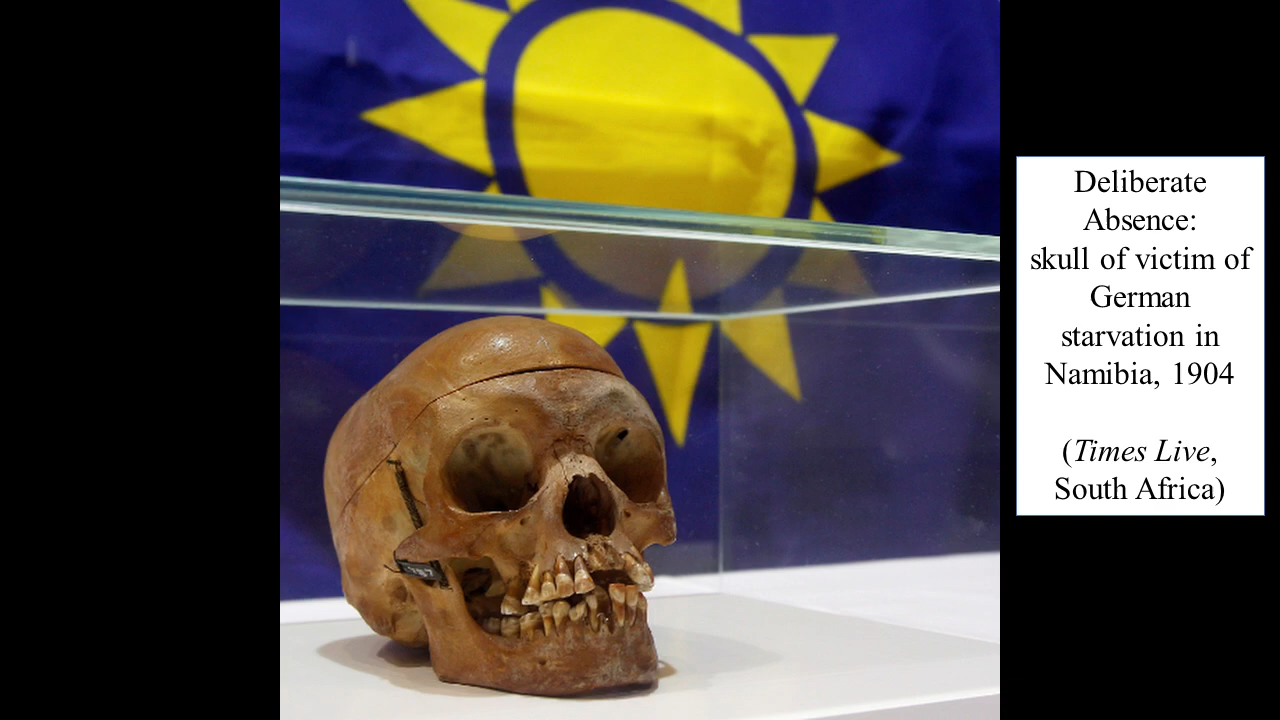 Deliberate
Absence:
skull of victim of
German
starvation in
Namibia, 1904
(Times Live,
South Africa)